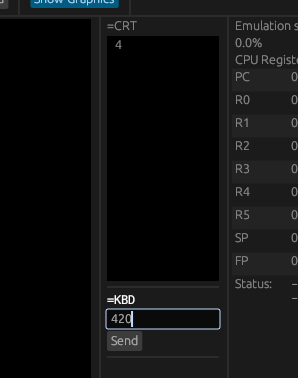 Show Graphics
=CRT
4
=KBD
420
Send
Emulation s
0.0%
CPU Registe
PC 0
R0 0
R1 0
R2 0
R3 0
R4 0
R5 0
SP 0
FP 0
Status: –
–